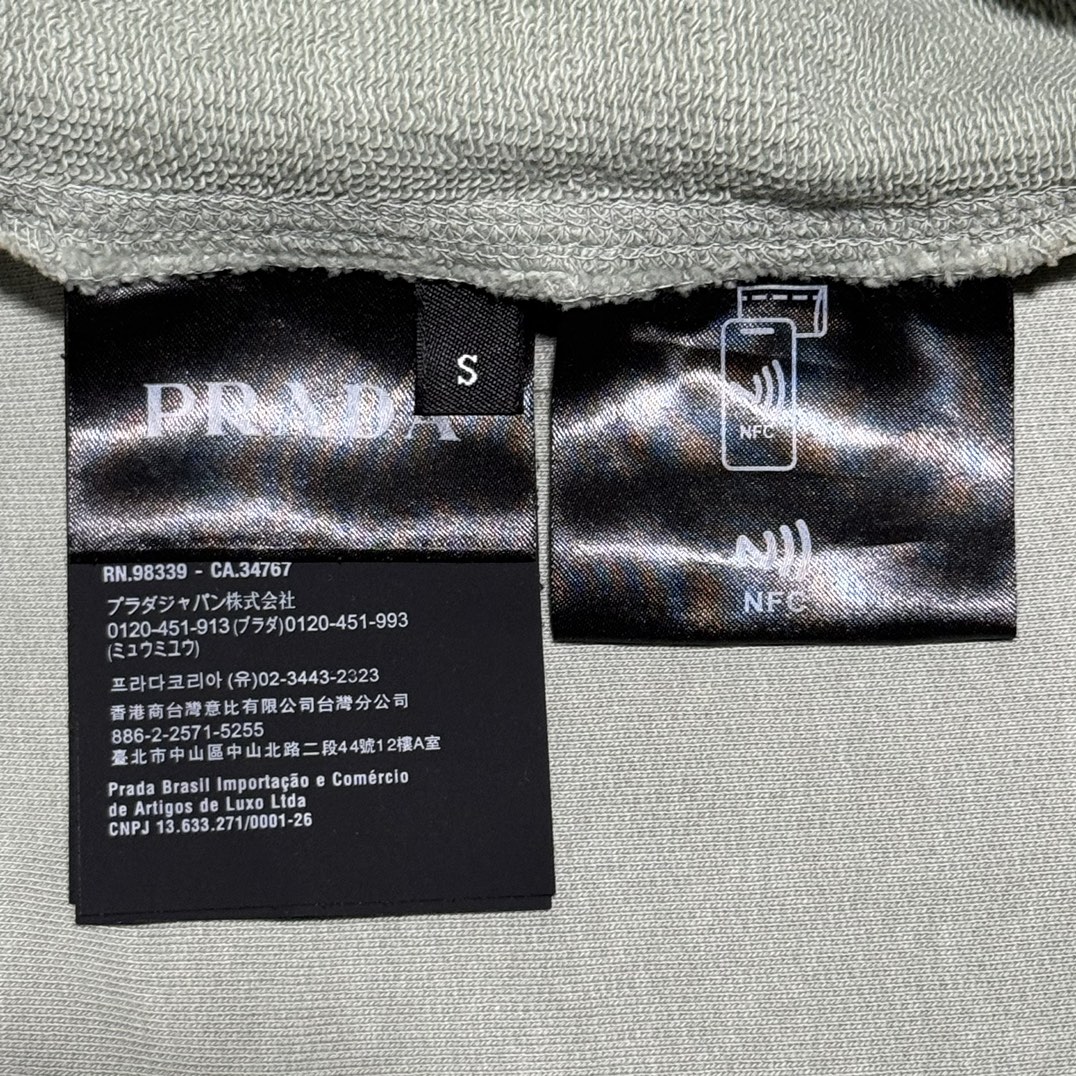 PRADA
S
RN.98339 - CA.34767
プラダジャパン株式会社
0120-451-913(プラダ)0120-451-993
(ミュウミユウ)
프라다코리아 (유)02-3443-2323
香港商台灣意比有限公司台灣分公司
886-2-2571-5255
臺北市中山區中山北路二段44號12樓A室
Prada Brasil Importação e Comércio
de Artigos de Luxo Ltda
CNPJ 13.633.271/0001-26
NFC
NFC